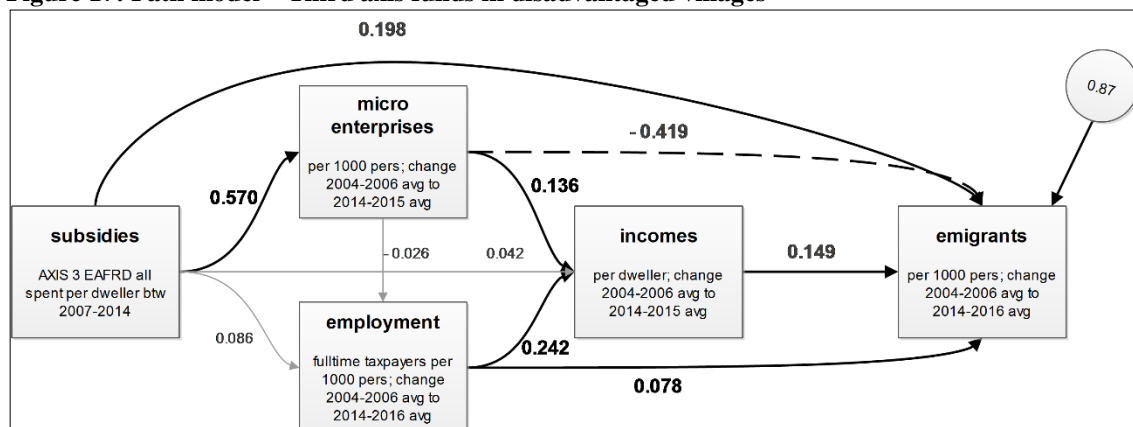 Figure
Path model – Third axis funds in disadvantaged villages
0.198
0.87
micro
enterprises
per 1000 pers; change
2004-2006 avg to
2014-2015 avg
- 0.419
0.570
0.136
subsidies
AXIS 3 EAFRD all
spent per dweller btw
2007-2014
- 0.026
0.042
incomes
per dweller; change
2004-2006 avg to
2014-2015 avg
0.149
emigrants
per 1000 pers; change
2004-2006 avg to
2014-2016 avg
0.086
employment
fulltime taxpayers per
1000 pers; change
2004-2006 avg to
2014-2016 avg
0.242
0.078